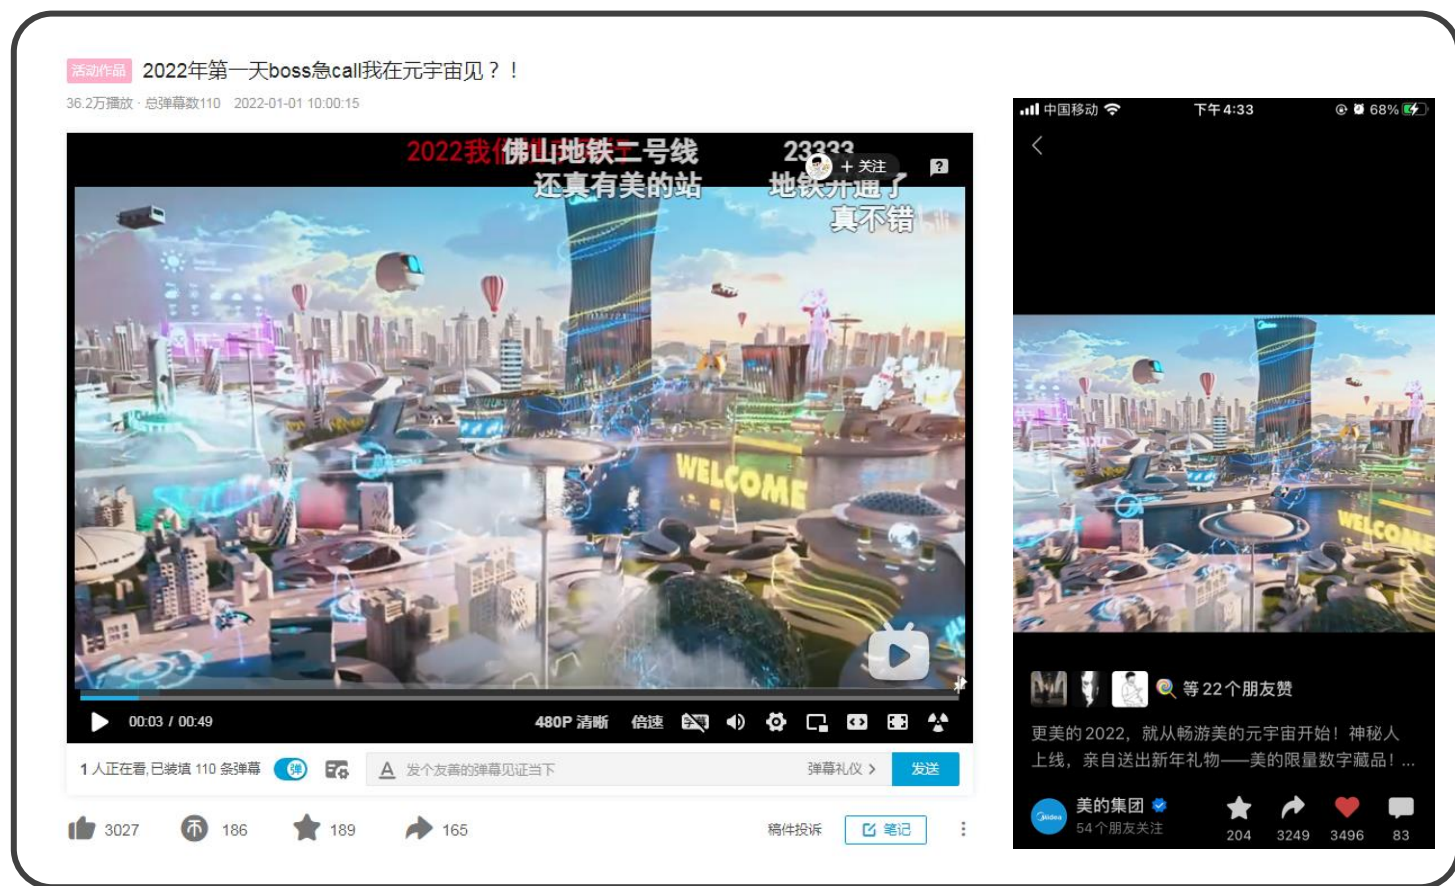 活动作品 2022年第一天boss急call我在元宇宙见？！
36.2万播放 · 总弹幕数110 2022-01-01 10:00:15
佛山地铁二号线
23333
+ 关注
还真有美的站
地铁开通了
真不错
WELCOME
00:03 / 00:49
480P 清晰 倍速
1 人正在看,已装填 110 条弹幕
弹
A 发个友善的弹幕见证当下
弹幕礼仪 >
发送
3027
186
189
165
稿件投诉
笔记
中国移动
下午4:33
68%
WELCOME
等22个朋友赞
更美的2022，就从畅游美的元宇宙开始！神秘人
上线，亲自送出新年礼物——美的限量数字藏品！...
Midea
美的集团
54个朋友关注
204 3249 3496 83